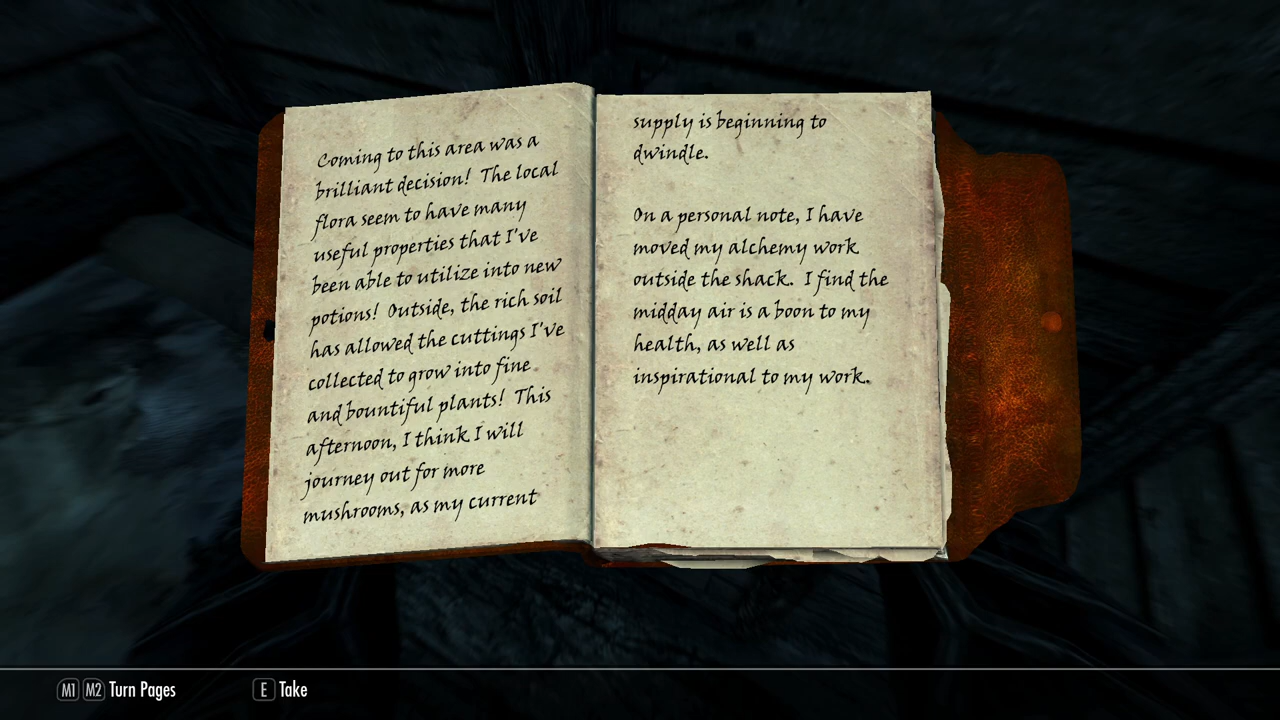 Coming to this area was a
brilliant decision! The local
flora seem to have many
useful properties that I've
been able to utilize into new
potions! Outside, the rich soil
has allowed the cuttings I've
collected to grow into fine
and bountiful plants! This
afternoon, I think I will
journey out for more
mushrooms, as my current
supply is beginning to
dwindle.
On a personal note, I have
moved my alchemy work
outside the shack. I find the
midday air is a boon to my
health, as well as
inspirational to my work.
M1 M2 Turn Pages
E Take